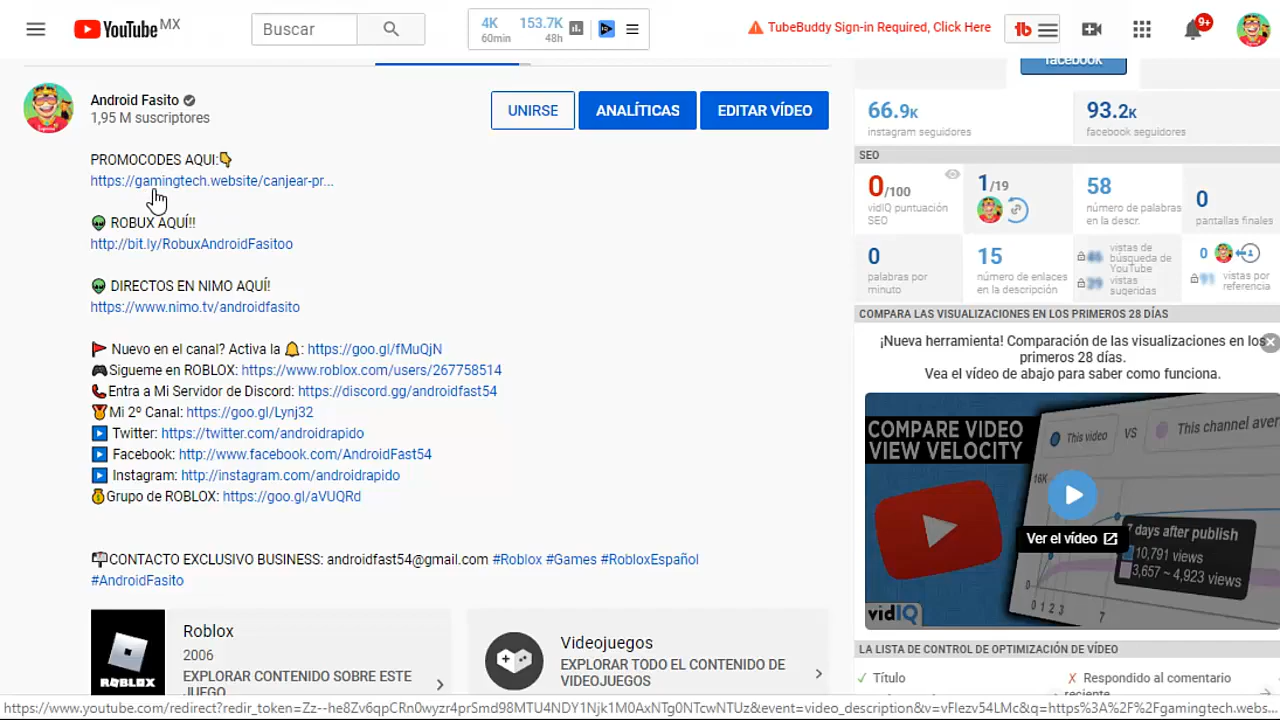 YouTube MX
Buscar
4K 153.7K
60min 48h
TubeBuddy Sign-in Required, Click Here
tb
9+
Android Fasito
1,95 M suscriptores
UNIRSE
ANALÍTICAS
EDITAR VÍDEO
PROMOCODES AQUI:👇
https://gamingtech.website/canjear-pr...
👽 ROBUX AQUÍ!!
http://bit.ly/RobuxAndroidFasitoo
👽 DIRECTOS EN NIMO AQUÍ!
https://www.nimo.tv/androidfasito
🚩 Nuevo en el canal? Activa la 🔔: https://goo.gl/fMuQjN
🎮Sigueme en ROBLOX: https://www.roblox.com/users/267758514
📞Entra a Mi Servidor de Discord: https://discord.gg/androidfast54
🏅Mi 2º Canal: https://goo.gl/Lynj32
▶ Twitter: https://twitter.com/androidrapido
▶ Facebook: http://www.facebook.com/AndroidFast54
▶ Instagram: http://instagram.com/androidrapido
💰Grupo de ROBLOX: https://goo.gl/aVUQRd
📬CONTACTO EXCLUSIVO BUSINESS: androidfast54@gmail.com #Roblox #Games #RobloxEspañol
#AndroidFasito
ROBLOX
Roblox
2006
EXPLORAR CONTENIDO SOBRE ESTE
JUEGO
Videojuegos
EXPLORAR TODO EL CONTENIDO DE
VIDEOJUEGOS
facebook
66.9K
instagram seguidores
93.2K
facebook seguidores
SEO
0/100
vidIQ puntuación
SEO
1/19
58
número de palabras
en la descr.
0
pantallas finales
0
palabras por
minuto
15
número de enlaces
en la descripción
vistas de
búsqueda de
YouTube
vistas
sugeridas
0
vistas por
referencia
COMPARA LAS VISUALIZACIONES EN LOS PRIMEROS 28 DÍAS
¡Nueva herramienta! Comparación de las visualizaciones en los
primeros 28 días.
Vea el vídeo de abajo para saber como funciona.
COMPARE VIDEO
VIEW VELOCITY
This video VS This channel aver
16K
Ver el vídeo
7 days after publish
10,791 views
3,657 ~ 4,923 views
0 1 2 3 7
vidIQ
LA LISTA DE CONTROL DE OPTIMIZACIÓN DE VÍDEO
✓ Título
✗ Respondido al comentario
reciente
https://www.youtube.com/redirect?redir_token=Zz--he8Zv6qpCRn0wyzr4prSmd98MTU4NDY1Njk1M0AxNTg0NTcwNTUz&event=video_description&v=vFlezv54LMc&q=https%3A%2F%2Fgamingtech.webs...